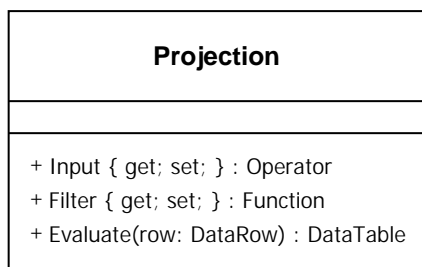 Projection
+ Input { get; set; } : Operator
+ Filter { get; set; } : Function
+ Evaluate(row: DataRow) : DataTable